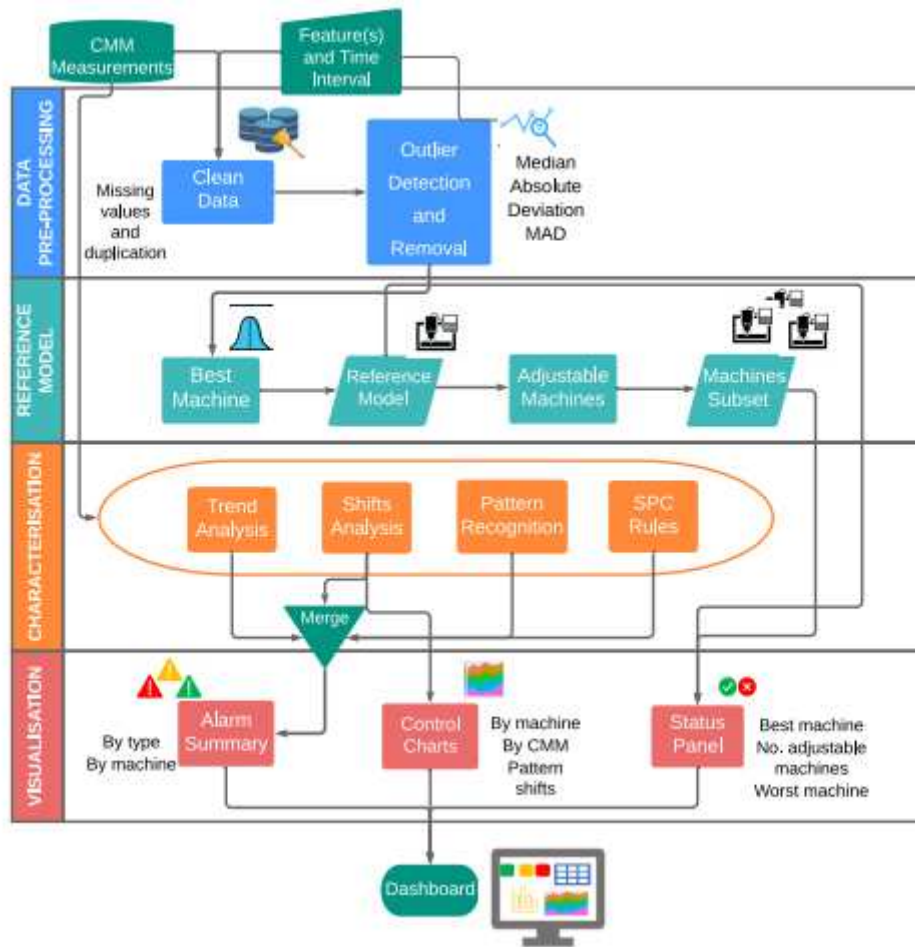 CMM
Measurements
Feature(s)
and Time
Interval
DATA
PRE-PROCESSING
Missing
values
and
duplication
Clean
Data
Outlier
Detection
and
Removal
Median
Absolute
Deviation
MAD
REFERENCE
MODEL
Best
Machine
Reference
Model
Adjustable
Machines
Machines
Subset
CHARACTERISATION
Trend
Analysis
Shifts
Analysis
Pattern
Recognition
SPC
Rules
Merge
VISUALISATION
By type
By machine
Alarm
Summary
Control
Charts
By machine
By CMM
Pattern
shifts
Status
Panel
Best machine
No. adjustable
machines
Worst machine
Dashboard